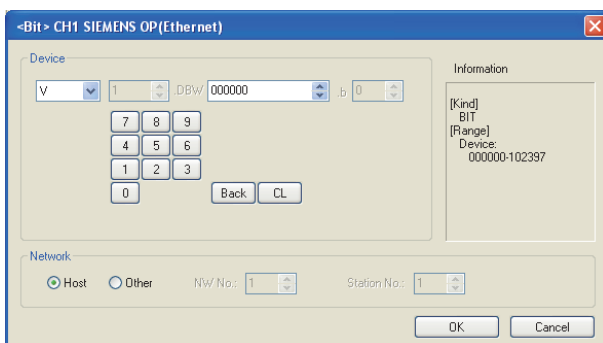 <Bit> CH1 SIEMENS OP(Ethernet)
Device
V 1 .DBW 000000 .b 0
7 8 9
4 5 6
1 2 3
0 Back CL
Information
[Kind]
BIT
[Range]
Device:
000000-102397
Network
Host Other NW No.: 1 Station No.: 1
OK Cancel